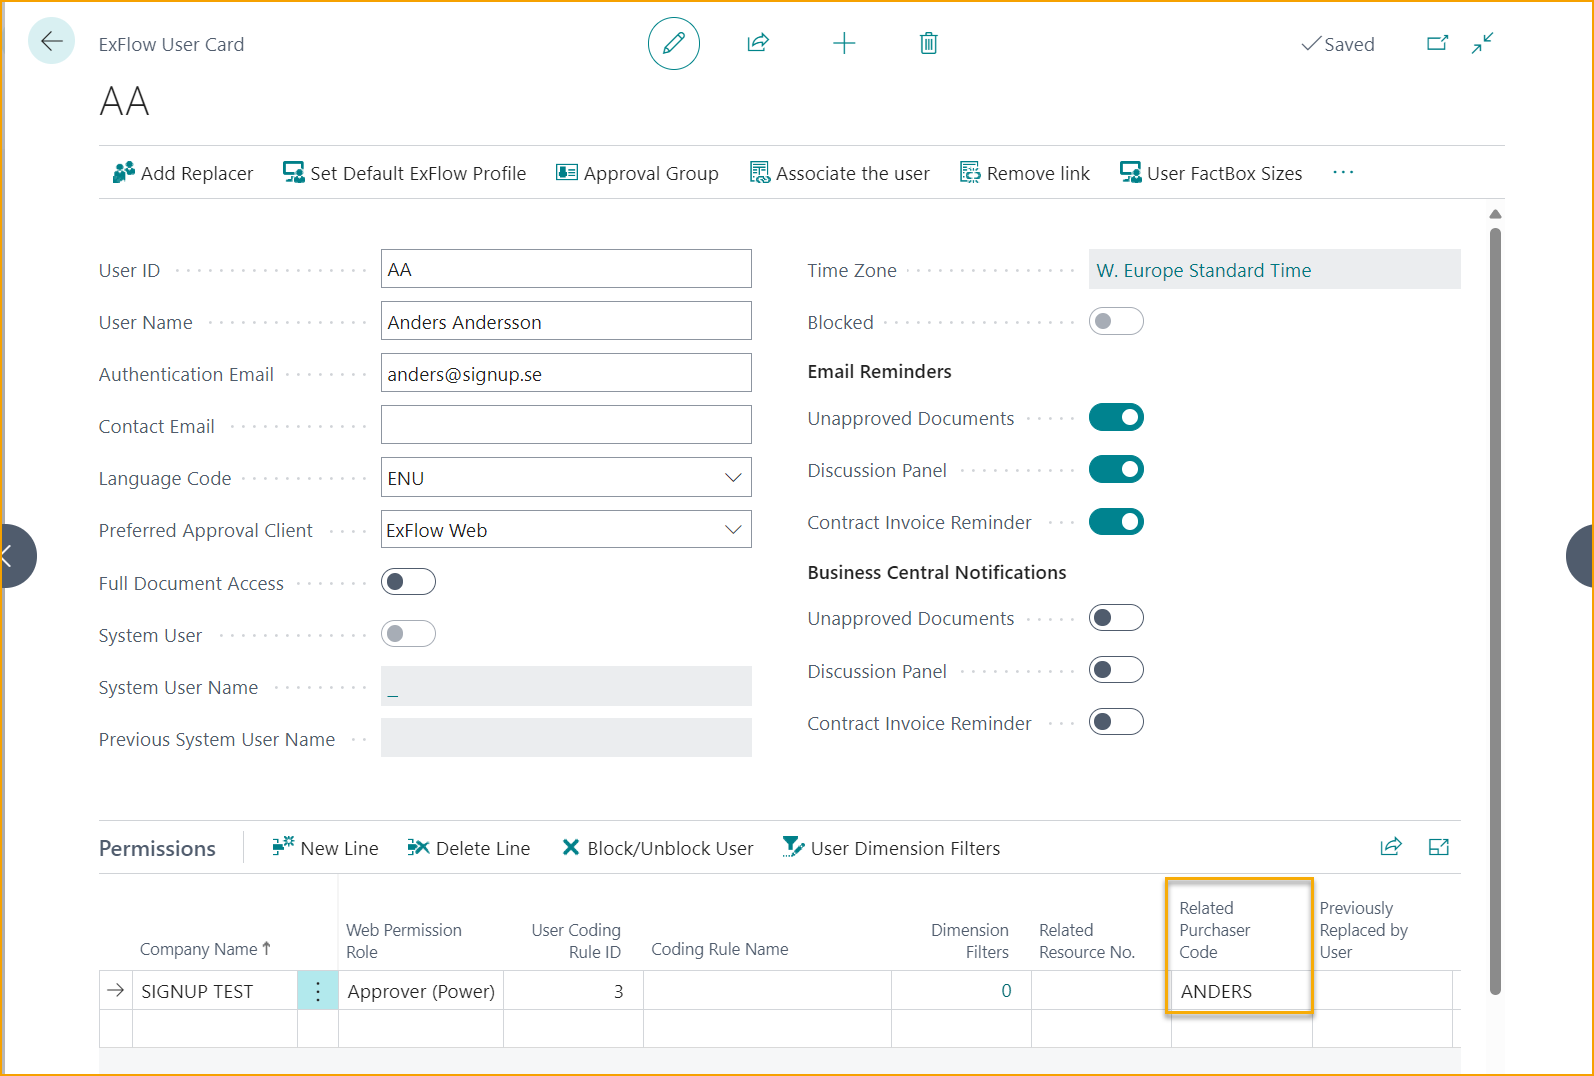 ExFlow User Card
Saved
AA
Add Replacer
Set Default ExFlow Profile
Approval Group
Associate the user
Remove link
User FactBox Sizes
User ID
AA
User Name
Anders Andersson
Authentication Email
anders@signup.se
Contact Email
Language Code
ENU
Preferred Approval Client
ExFlow Web
Full Document Access
System User
System User Name
_
Previous System User Name
Time Zone
W. Europe Standard Time
Blocked
Email Reminders
Unapproved Documents
Discussion Panel
Contract Invoice Reminder
Business Central Notifications
Unapproved Documents
Discussion Panel
Contract Invoice Reminder
Permissions
New Line
Delete Line
Block/Unblock User
User Dimension Filters
Company Name ↑
Web Permission
Role
User Coding
Rule ID
Coding Rule Name
Dimension
Filters
Related
Resource No.
Related
Purchaser
Code
Previously
Replaced by
User
SIGNUP TEST
Approver (Power)
3
0
ANDERS